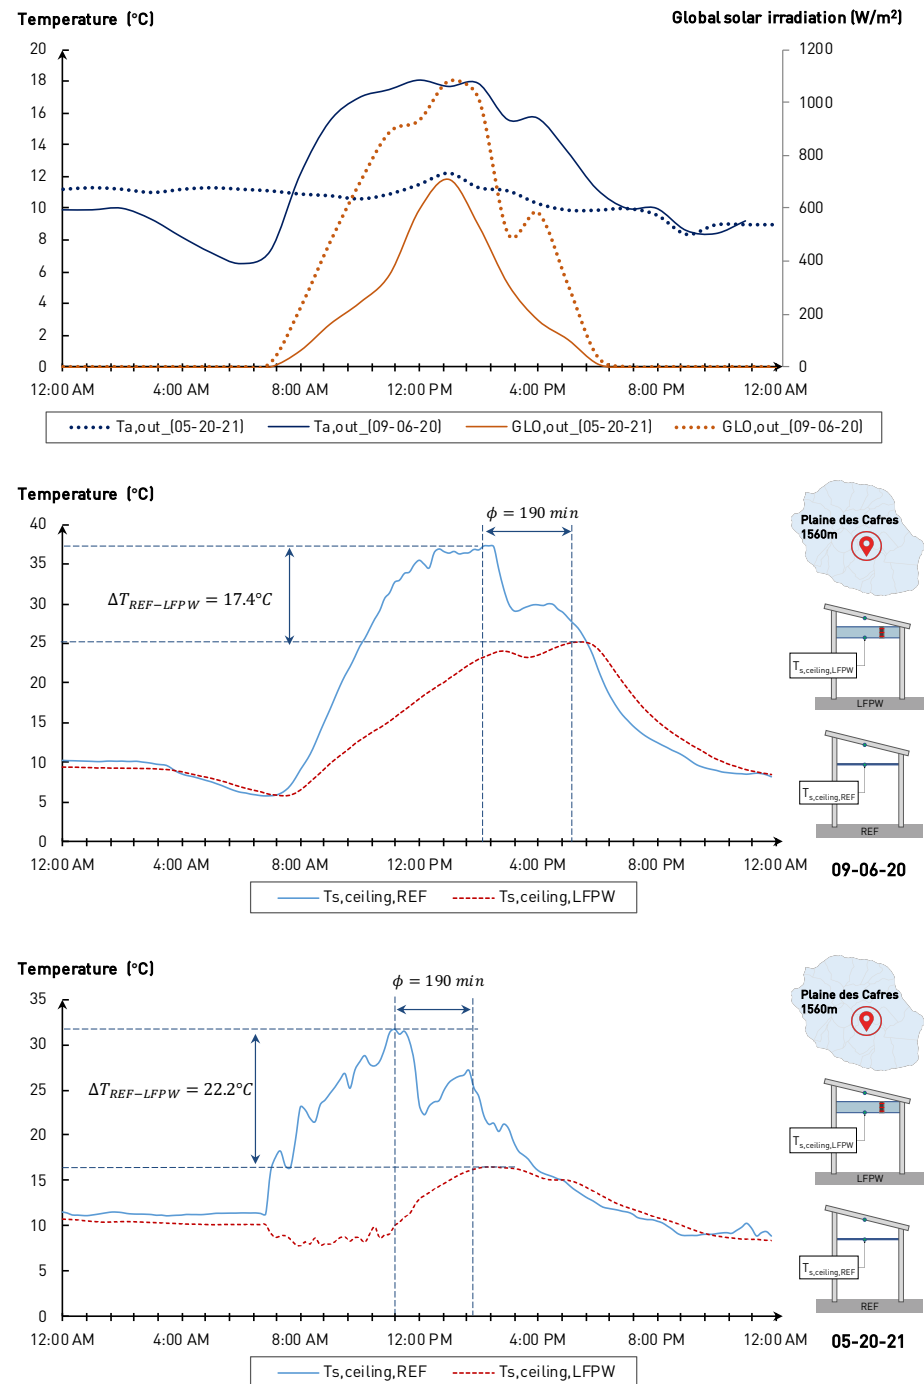 Temperature (°C)
Global solar irradiation (W/m²)
20
18
16
14
12
10
8
6
4
2
0
1200
1000
800
600
400
200
0
12:00 AM 4:00 AM 8:00 AM 12:00 PM 4:00 PM 8:00 PM 12:00 AM
Ta,out_(05-20-21) Ta,out_(09-06-20) GLO,out_(05-20-21) GLO,out_(09-06-20)
Temperature (°C)
ϕ = 190 min
40
35
30
25
20
15
10
5
0
ΔT_REF−LFPW = 17.4°C
12:00 AM 4:00 AM 8:00 AM 12:00 PM 4:00 PM 8:00 PM 12:00 AM
Ts,ceiling,REF Ts,ceiling,LFPW
Plaine des Cafres
1560m
Ts,ceiling,LFPW
LFPW
Ts,ceiling,REF
REF
09-06-20
Temperature (°C)
ϕ = 190 min
35
30
25
20
15
10
5
0
ΔT_REF−LFPW = 22.2°C
12:00 AM 4:00 AM 8:00 AM 12:00 PM 4:00 PM 8:00 PM 12:00 AM
Ts,ceiling,REF Ts,ceiling,LFPW
Plaine des Cafres
1560m
Ts,ceiling,LFPW
LFPW
Ts,ceiling,REF
REF
05-20-21